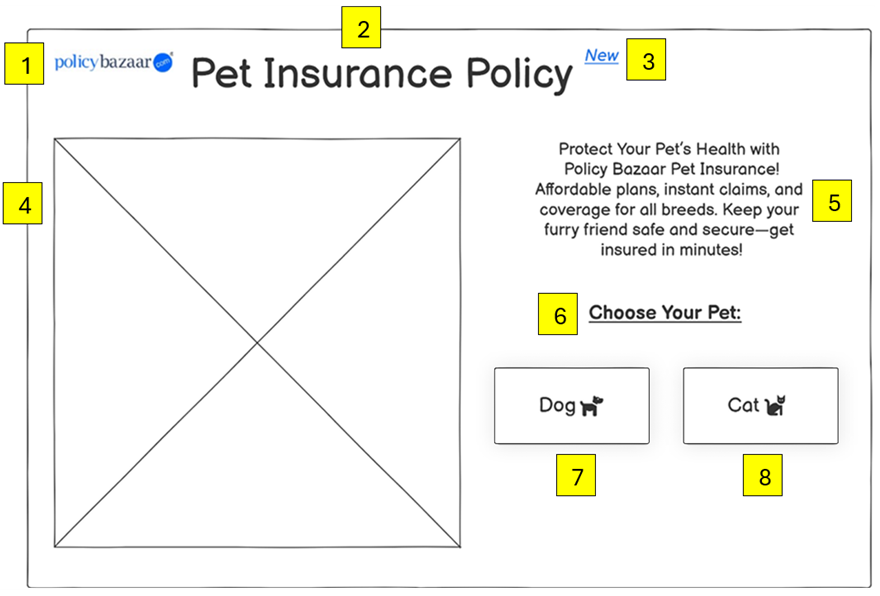 2
1
policybazaar.com
Pet Insurance Policy
New
3
4
Protect Your Pet's Health with
Policy Bazaar Pet Insurance!
Affordable plans, instant claims, and
coverage for all breeds. Keep your
furry friend safe and secure—get
insured in minutes!
5
6
Choose Your Pet:
Dog
Cat
7
8